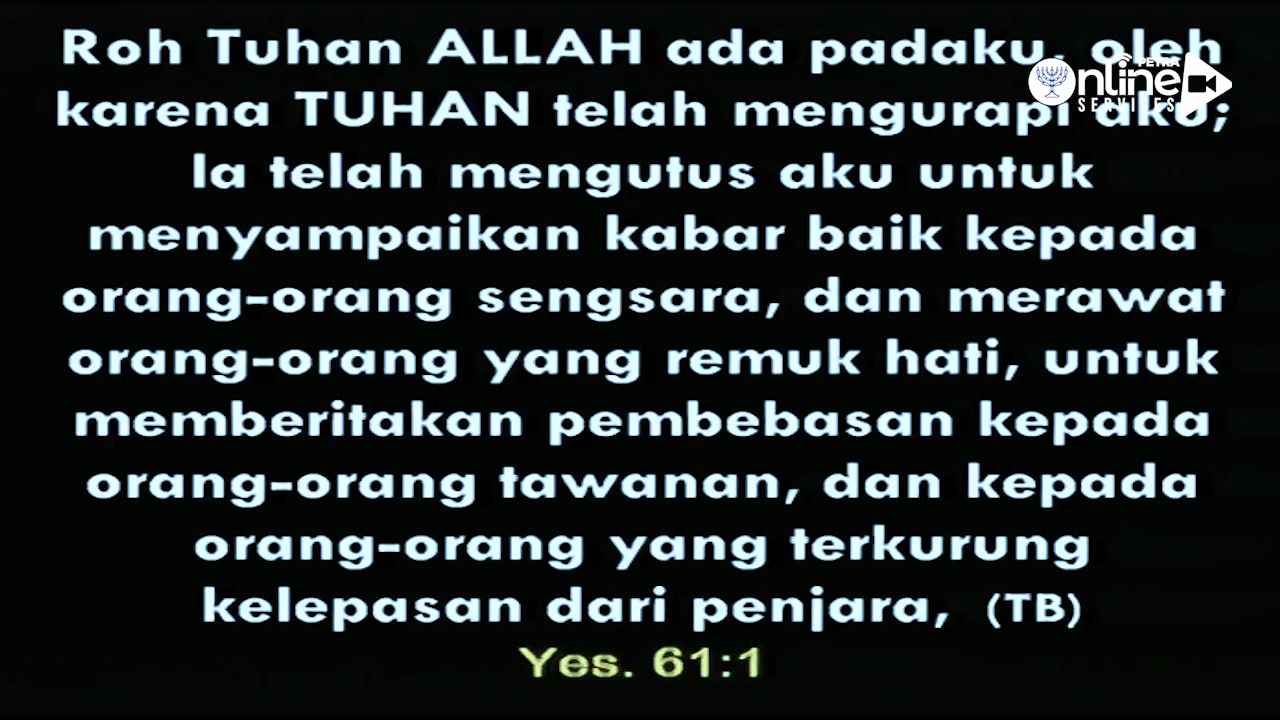 Roh Tuhan ALLAH ada padaku, oleh
karena TUHAN telah mengurapi aku;
Ia telah mengutus aku untuk
menyampaikan kabar baik kepada
orang-orang sengsara, dan merawat
orang-orang yang remuk hati, untuk
memberitakan pembebasan kepada
orang-orang tawanan, dan kepada
orang-orang yang terkurung
kelepasan dari penjara, (TB)
Yes. 61:1
PETRA
Online
SERVICES